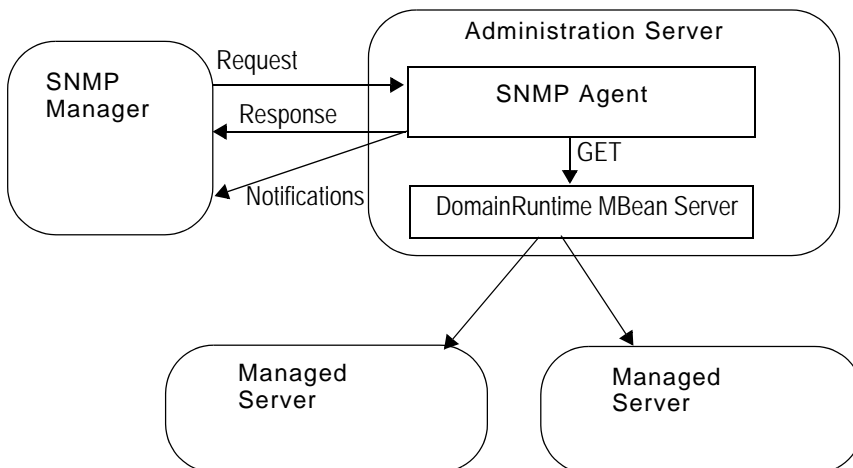 Administration Server
SNMP
Manager
Request
SNMP Agent
Response
GET
Notifications
DomainRuntime MBean Server
Managed
Server
Managed
Server